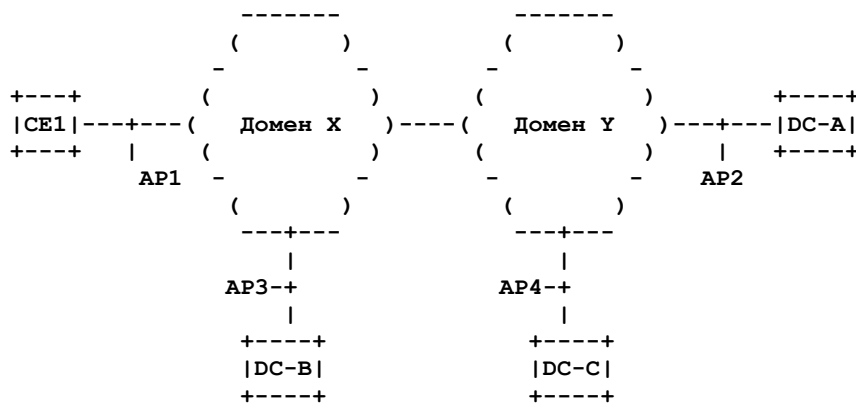 CE1 Домен X Домен Y DC-A
AP1 AP2
AP3 AP4
DC-B DC-C